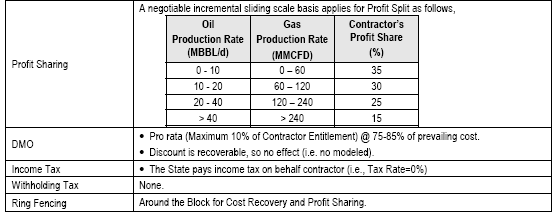 A negotiable incremental sliding scale basis applies for Profit Split as follows,
Profit Sharing
Oil Production Rate (MBBL/d) Gas Production Rate (MMCFD) Contractor's Profit Share (%)
0 - 10 0 – 60 35
10 - 20 60 – 120 30
20 - 40 120 – 240 25
> 40 > 240 15
DMO
• Pro rata (Maximum 10% of Contractor Entitlement) @ 75-85% of prevailing cost.
• Discount is recoverable, so no effect (i.e. no modeled).
Income Tax • The State pays income tax on behalf contractor (i.e., Tax Rate=0%)
Withholding Tax None.
Ring Fencing Around the Block for Cost Recovery and Profit Sharing.